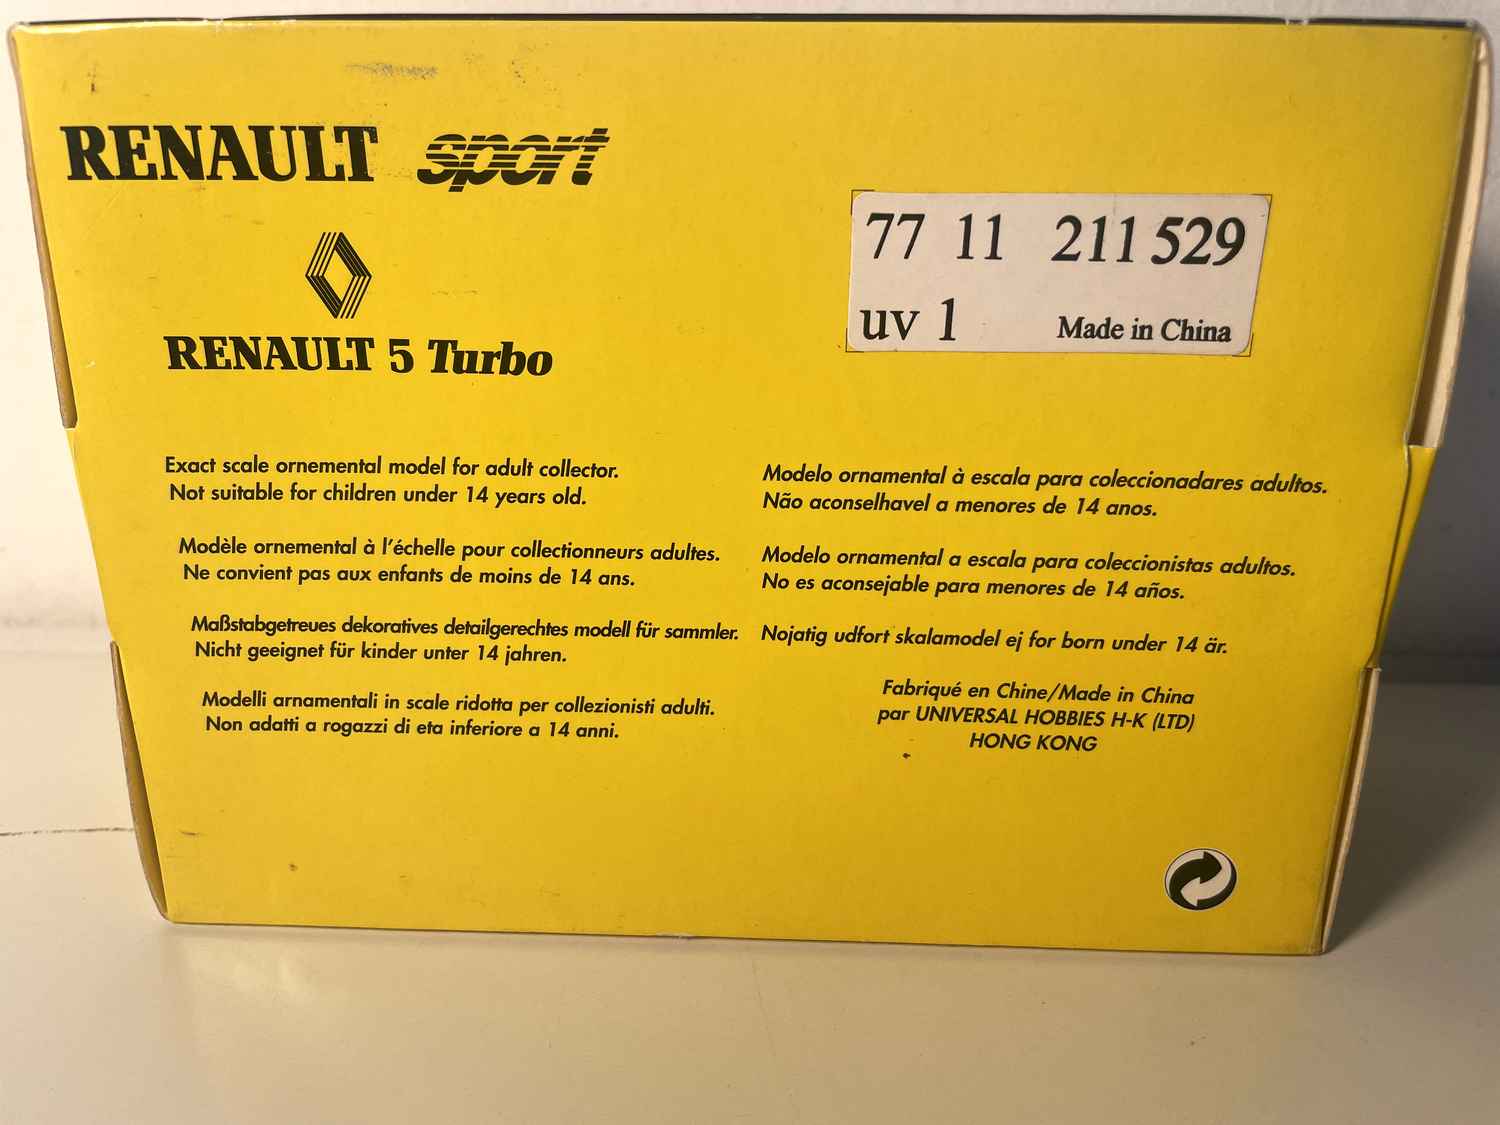 RENAULT sport
RENAULT 5 Turbo
77 11 211 529
uv 1 Made in China
Exact scale ornemental model for adult collector.
Not suitable for children under 14 years old.
Modèle ornemental à l'échelle pour collectionneurs adultes.
Ne convient pas aux enfants de moins de 14 ans.
Maßstabgetreues dekoratives detailgerechtes modell für sammler.
Nicht geeignet für kinder unter 14 jahren.
Modelli arnamentali in scale ridotta per collezionisti adulti.
Non adatti a rogazzi di eta inferiore a 14 anni.
Modelo ornamental à escala para coleccionadares adultos.
Não aconselhavel a menores de 14 anos.
Modelo ornamental a escala para coleccionistas adultos.
No es aconsejable para menores de 14 años.
Nojatig udfort skalamodel ej for born under 14 är.
Fabriqué en Chine/Made in China
par UNIVERSAL HOBBIES H-K (LTD)
HONG KONG